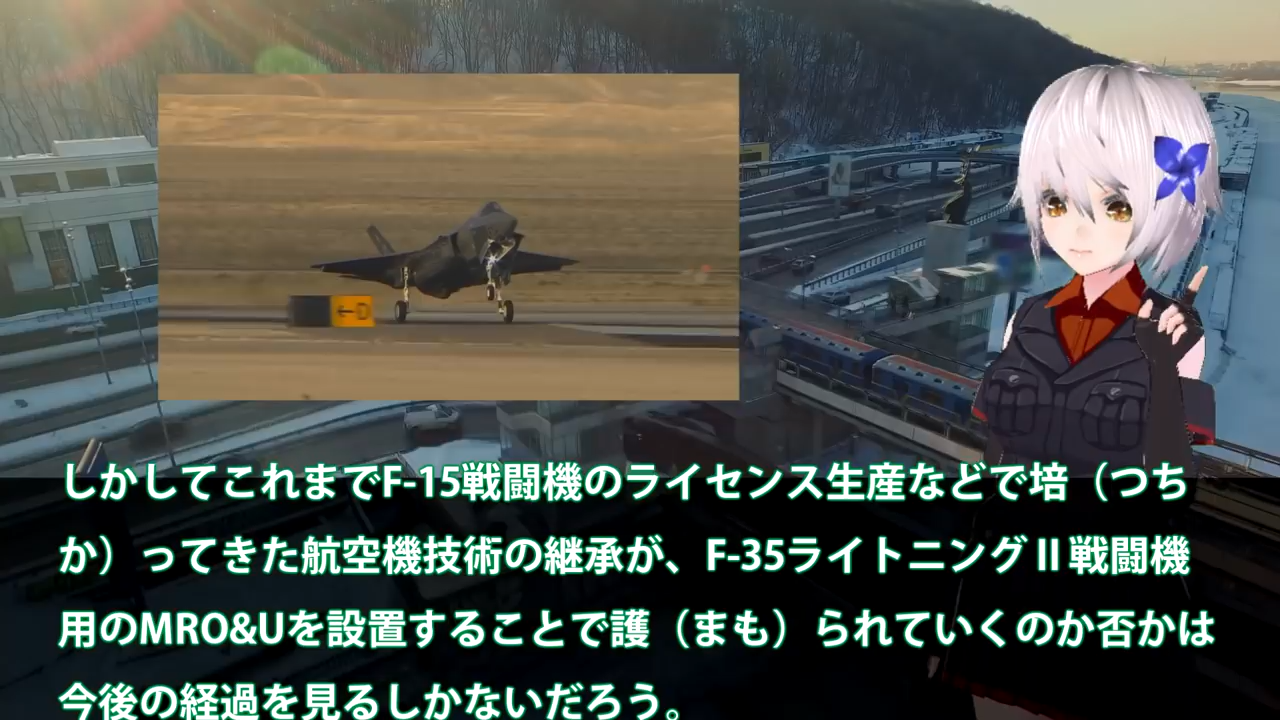 ←D
しかしてこれまでF-15戦闘機のライセンス生産などで培（つち
か）ってきた航空機技術の継承が、F-35ライトニングⅡ戦闘機
用のMRO&Uを設置することで護（まも）られていくのか否かは
今後の経過を見るしかないだろう。